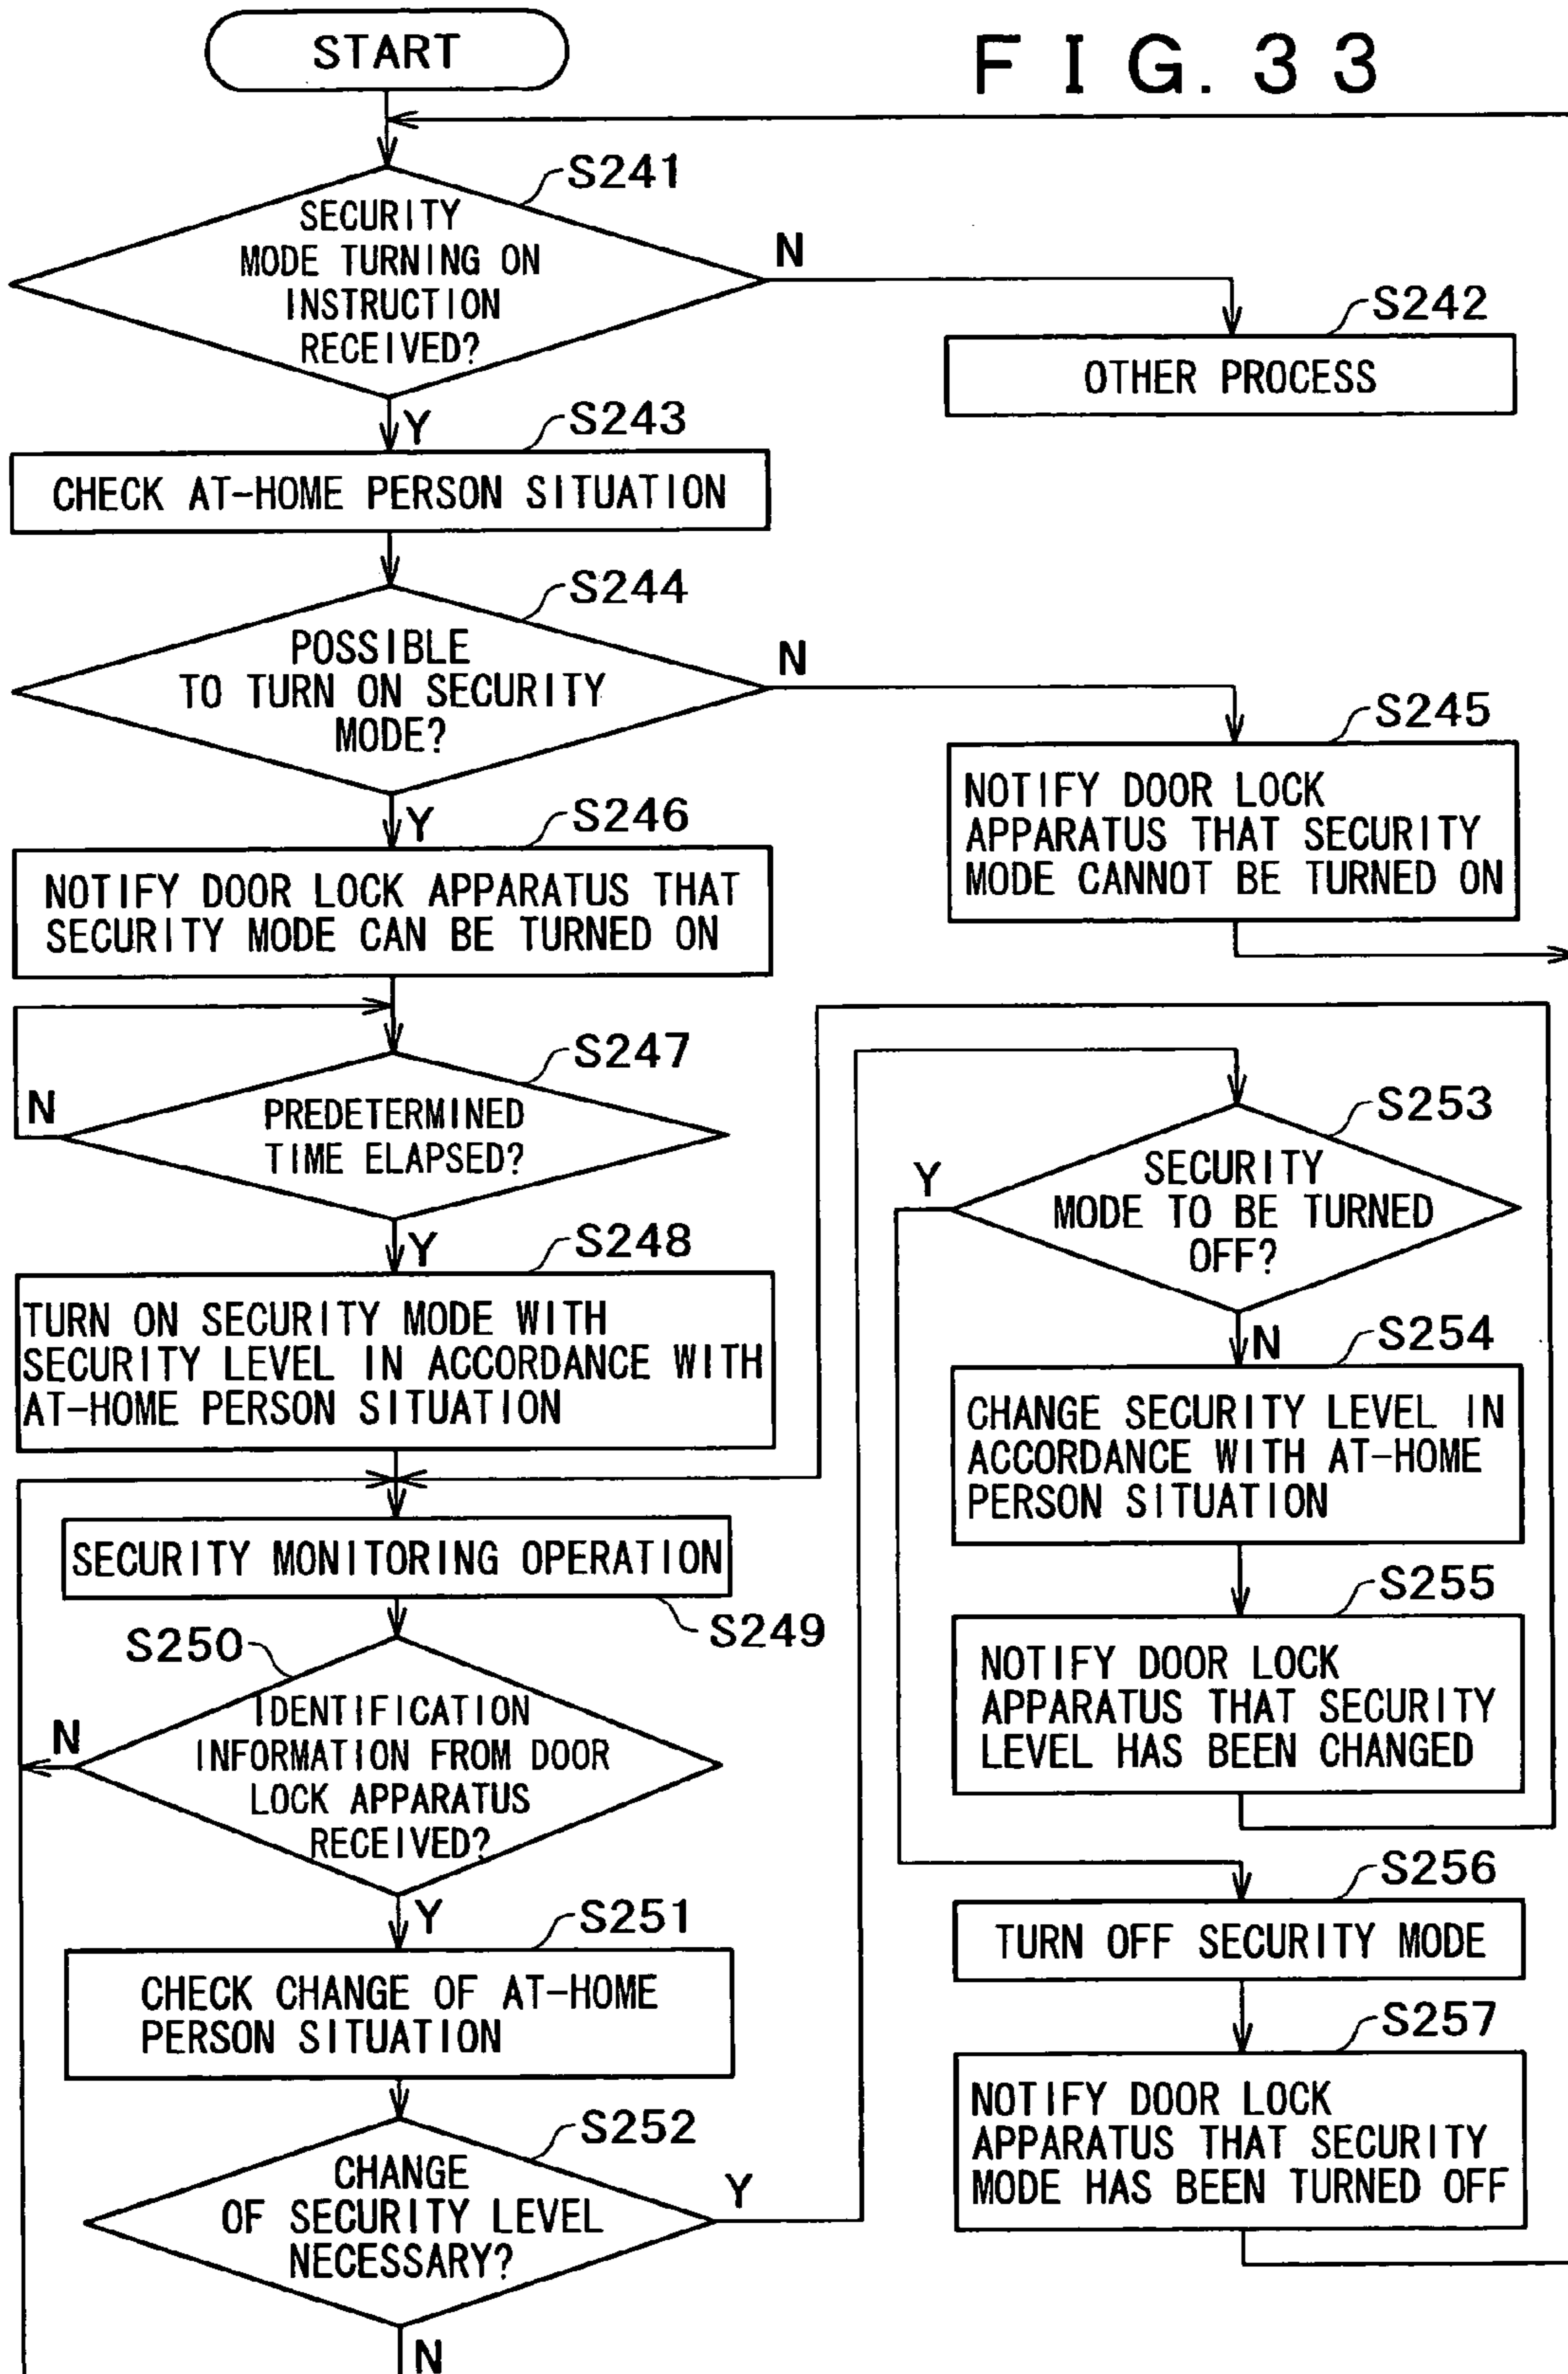 START
FIG. 33
S241
SECURITY
MODE TURNING ON
INSTRUCTION
RECEIVED?
N
S242
OTHER PROCESS
Y
S243
CHECK AT-HOME PERSON SITUATION
S244
POSSIBLE
TO TURN ON SECURITY
MODE?
N
S245
NOTIFY DOOR LOCK
APPARATUS THAT SECURITY
MODE CANNOT BE TURNED ON
Y
S246
NOTIFY DOOR LOCK APPARATUS THAT
SECURITY MODE CAN BE TURNED ON
S247
N
PREDETERMINED
TIME ELAPSED?
Y
S248
TURN ON SECURITY MODE WITH
SECURITY LEVEL IN ACCORDANCE WITH
AT-HOME PERSON SITUATION
SECURITY MONITORING OPERATION
S249
S250
N
IDENTIFICATION
INFORMATION FROM DOOR
LOCK APPARATUS
RECEIVED?
Y
S251
CHECK CHANGE OF AT-HOME
PERSON SITUATION
S252
CHANGE
OF SECURITY LEVEL
NECESSARY?
Y
N
S253
Y
SECURITY
MODE TO BE TURNED
OFF?
N
S254
CHANGE SECURITY LEVEL IN
ACCORDANCE WITH AT-HOME
PERSON SITUATION
S255
NOTIFY DOOR LOCK
APPARATUS THAT SECURITY
LEVEL HAS BEEN CHANGED
S256
TURN OFF SECURITY MODE
S257
NOTIFY DOOR LOCK
APPARATUS THAT SECURITY
MODE HAS BEEN TURNED OFF